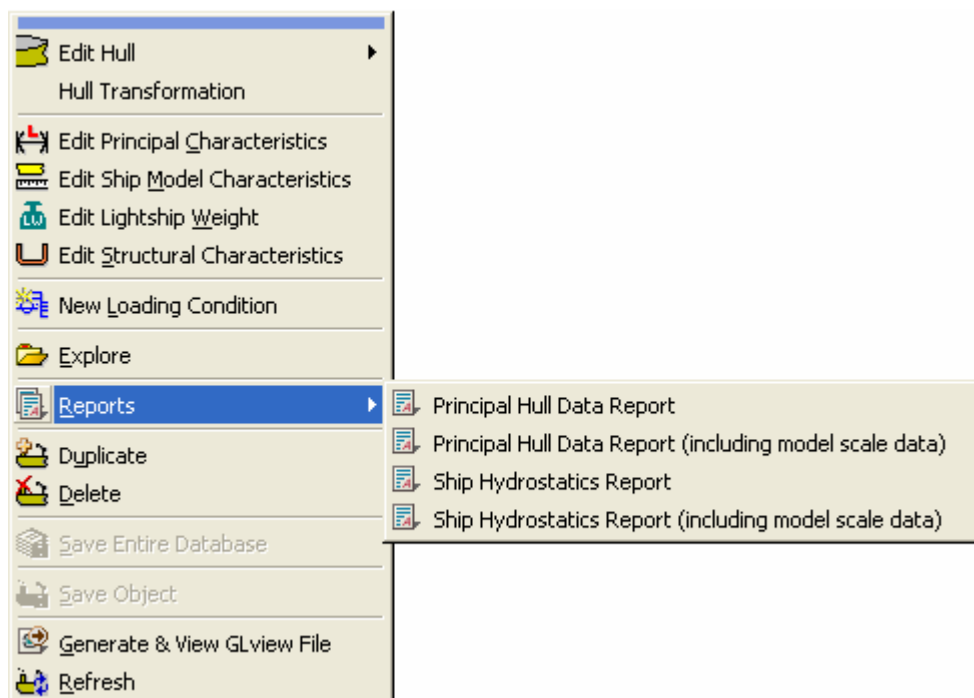 Edit Hull
Hull Transformation
Edit Principal Characteristics
Edit Ship Model Characteristics
Edit Lightship Weight
Edit Structural Characteristics
New Loading Condition
Explore
Reports
Principal Hull Data Report
Principal Hull Data Report (including model scale data)
Ship Hydrostatics Report
Ship Hydrostatics Report (including model scale data)
Duplicate
Delete
Save Entire Database
Save Object
Generate & View GLview File
Refresh